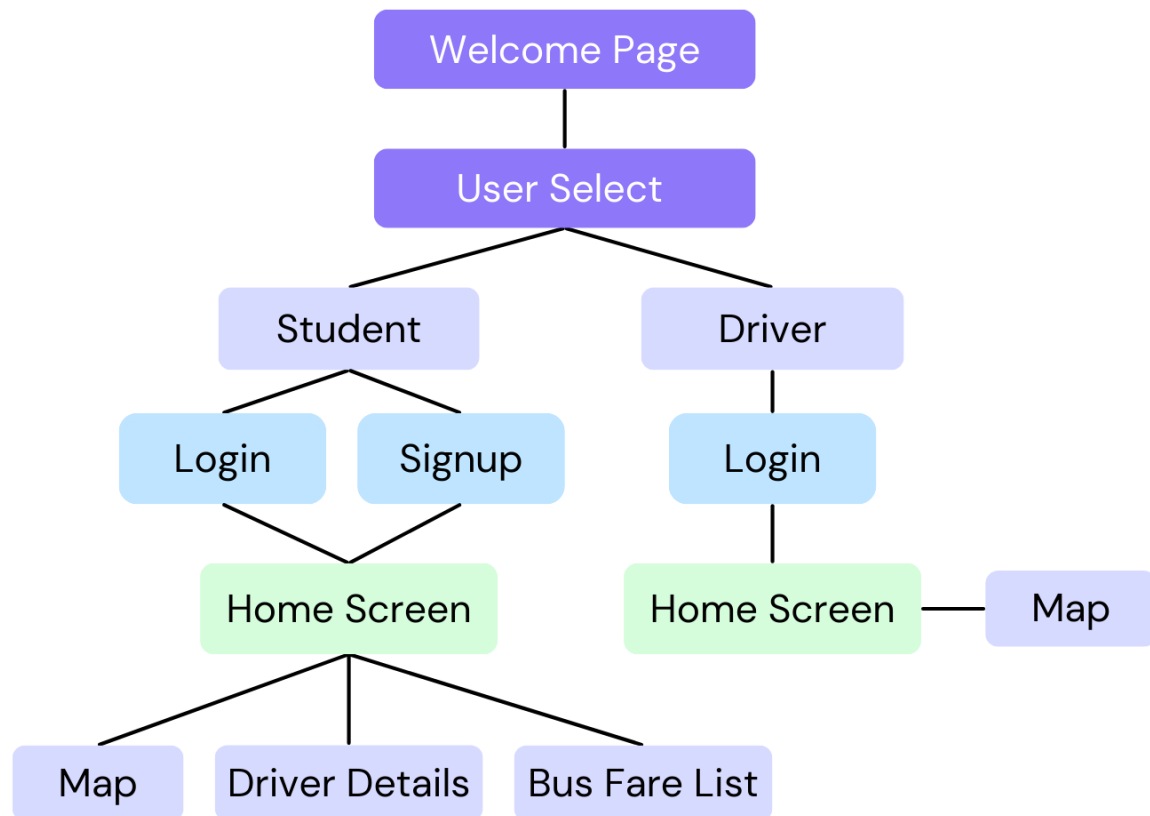 Welcome Page
User Select
Student
Driver
Login
Signup
Login
Home Screen
Home Screen
Map
Map
Driver Details
Bus Fare List